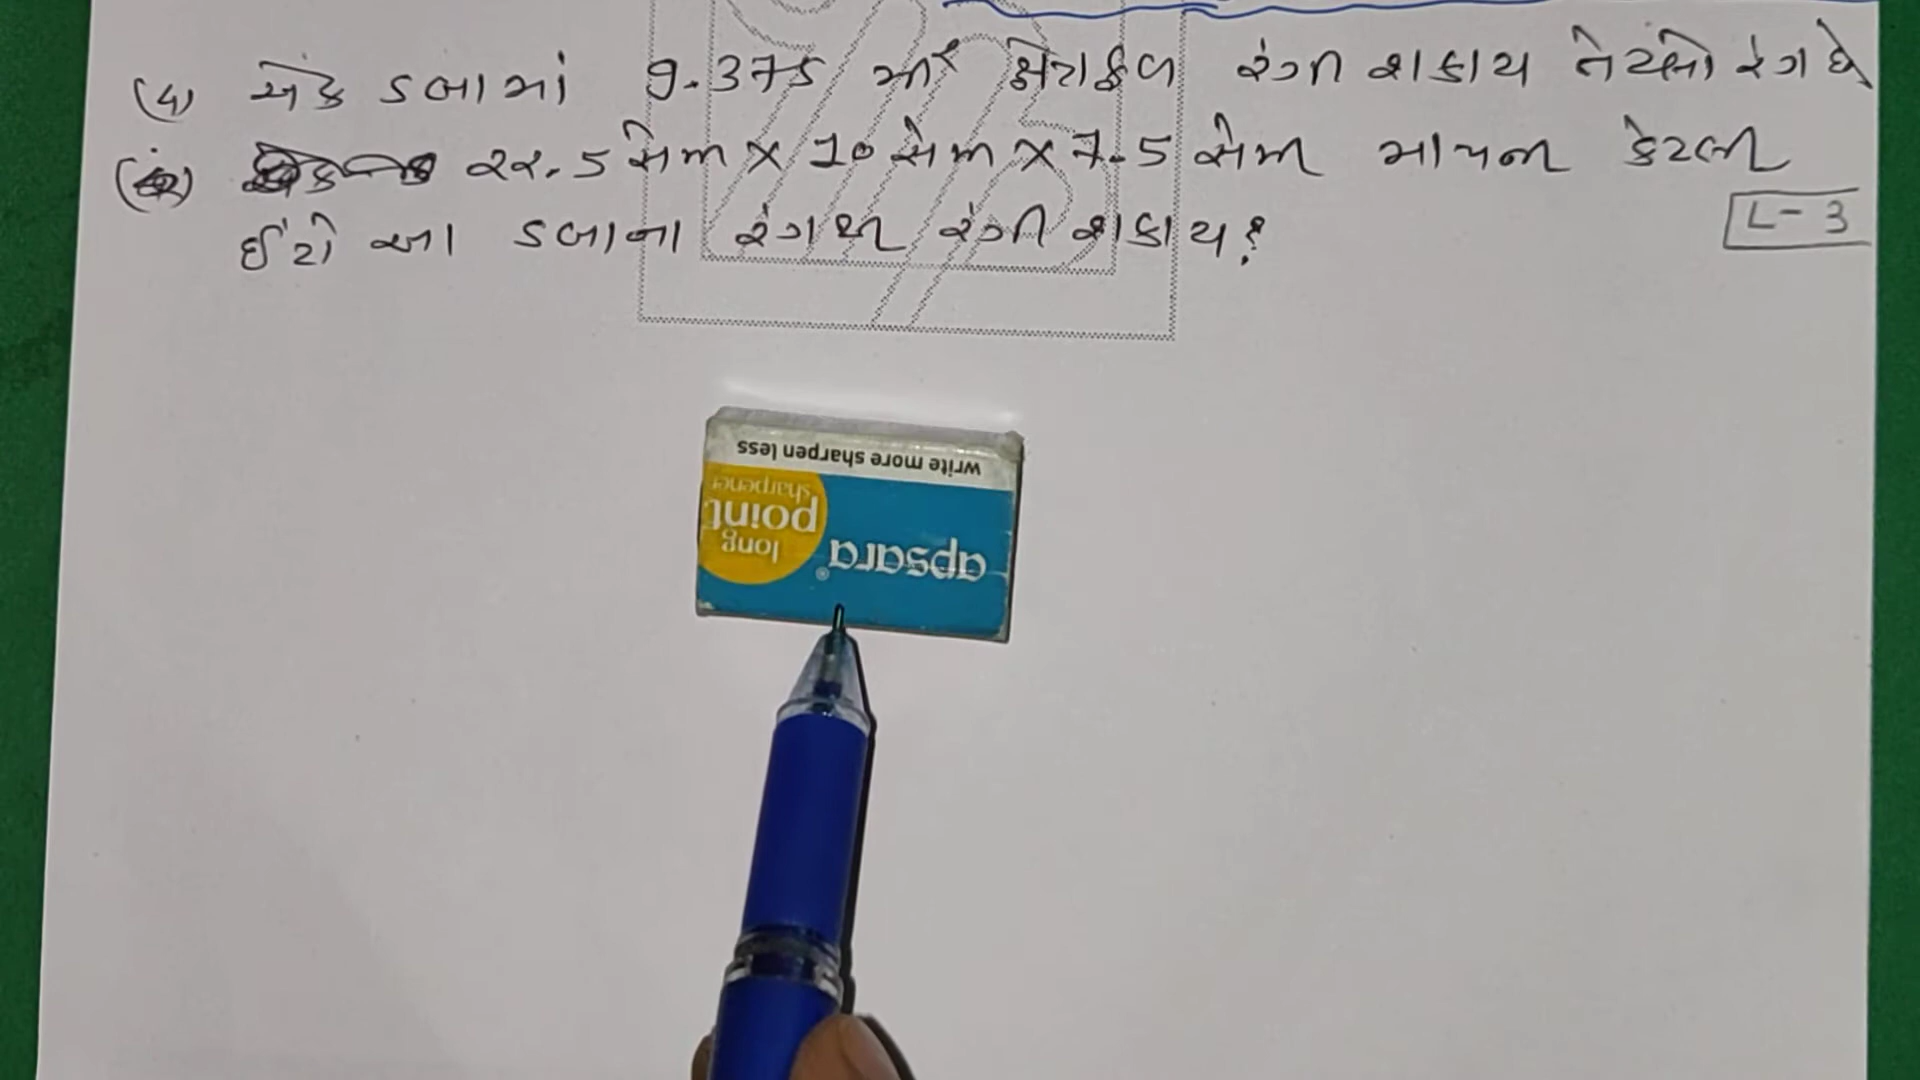 (4) એક ડબામાં 9.375 મી² ક્ષેત્રફળ રંગી શકાય તેટલો રંગ છે
22.5 સેમી × 10 સેમી × 7.5 સેમી માપની કેટલી
ઈંટો આ ડબાના રંગથી રંગી શકાય?
L-3
write more sharpen less
apsara
long
point
sharpener